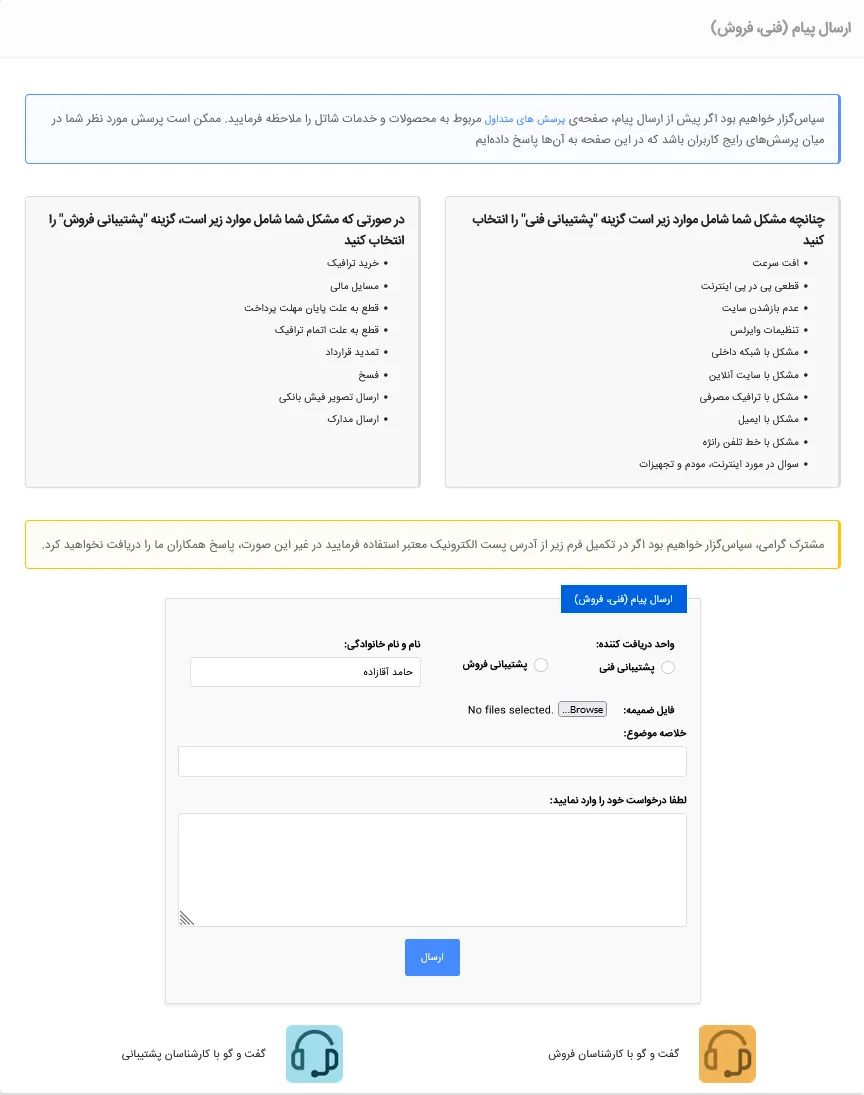 ارسال پیام (فنی، فروش)
سپاس‌گزار خواهیم بود اگر پیش از ارسال پیام، صفحه‌ی پرسش های متداول مربوط به محصولات و خدمات شاتل را ملاحظه فرمایید. ممکن است پرسش مورد نظر شما در
میان پرسش‌های رایج کاربران باشد که در این صفحه به آن‌ها پاسخ داده‌ایم
چنانچه مشکل شما شامل موارد زیر است گزینه "پشتیبانی فنی" را انتخاب
کنید
• افت سرعت
• قطعی پی در پی اینترنت
• عدم بازشدن سایت
• تنظیمات وایرلس
• مشکل با شبکه داخلی
• مشکل با سایت آنلاین
• مشکل با ترافیک مصرفی
• مشکل با ایمیل
• مشکل با خط تلفن رانژه
• سوال در مورد اینترنت، مودم و تجهیزات
در صورتی که مشکل شما شامل موارد زیر است، گزینه "پشتیبانی فروش" را
انتخاب کنید
• خرید ترافیک
• مسایل مالی
• قطع به علت پایان مهلت پرداخت
• قطع به علت اتمام ترافیک
• تمدید قرارداد
• فسخ
• ارسال تصویر فیش بانکی
• ارسال مدارک
مشترک گرامی، سپاس‌گزار خواهیم بود اگر در تکمیل فرم زیر از آدرس پست الکترونیک معتبر استفاده فرمایید در غیر این صورت، پاسخ همکاران ما را دریافت نخواهید کرد.
ارسال پیام (فنی، فروش)
واحد دریافت کننده:
پشتیبانی فنی
پشتیبانی فروش
نام و نام خانوادگی:
حامد آقازاده
فایل ضمیمه:
Browse...
No files selected.
خلاصه موضوع:
لطفا درخواست خود را وارد نمایید:
ارسال
گفت و گو با کارشناسان فروش
گفت و گو با کارشناسان پشتیبانی